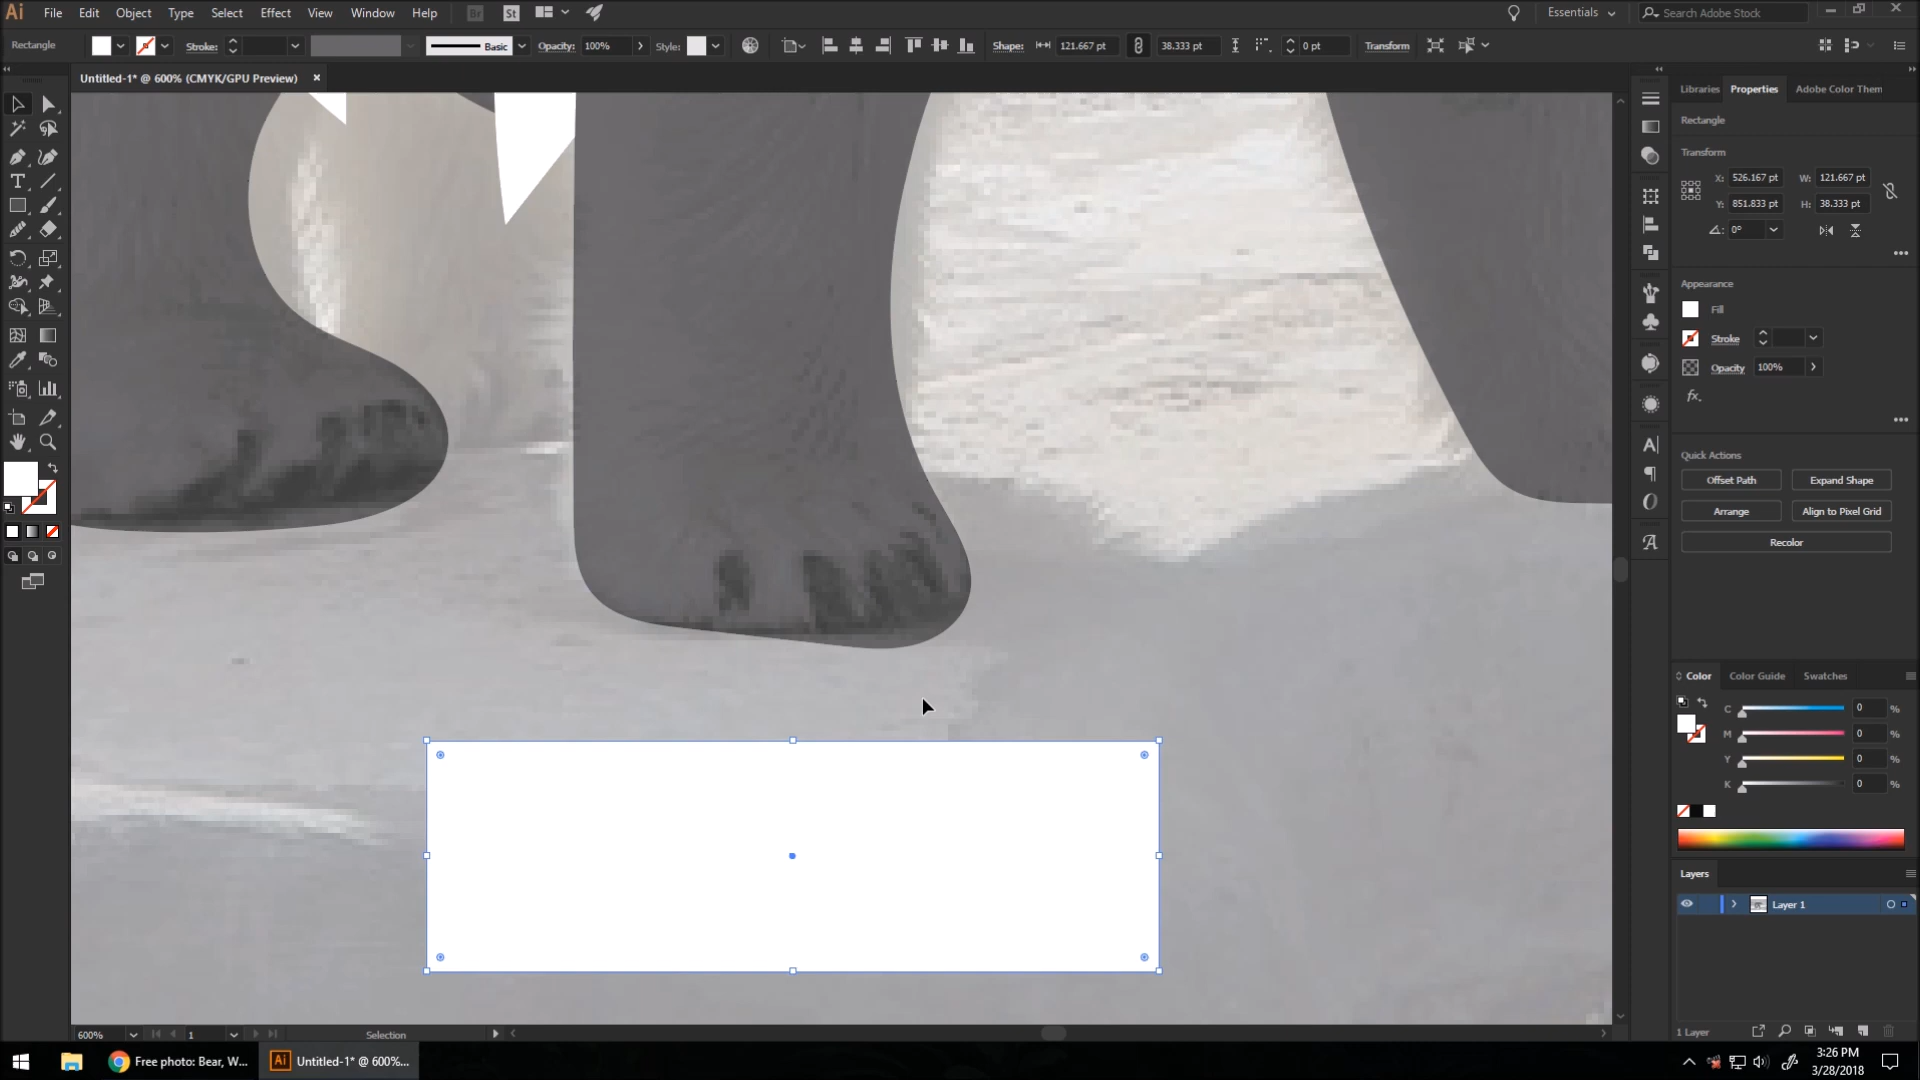 Ai File Edit Object Type Select Effect View Window Help Br St Essentials Search Adobe Stock
Rectangle Stroke: Basic Opacity: 100% Style: Shape: 121.667 pt 38.333 pt 0 pt Transform
Untitled-1* @ 600% (CMYK/GPU Preview) ×
Libraries Properties Adobe Color Them
Rectangle
Transform
X: 526.167 pt W: 121.667 pt
Y: 851.833 pt H: 38.333 pt
0°
Appearance
Fill
Stroke
Opacity 100%
fx.
Quick Actions
Offset Path Expand Shape
Arrange Align to Pixel Grid
Recolor
Color Color Guide Swatches
C 0 %
M 0 %
Y 0 %
K 0 %
Layers
Layer 1
1 Layer
600% 1 Selection
Free photo: Bear, W... Ai Untitled-1* @ 600%...
3:26 PM
3/28/2018